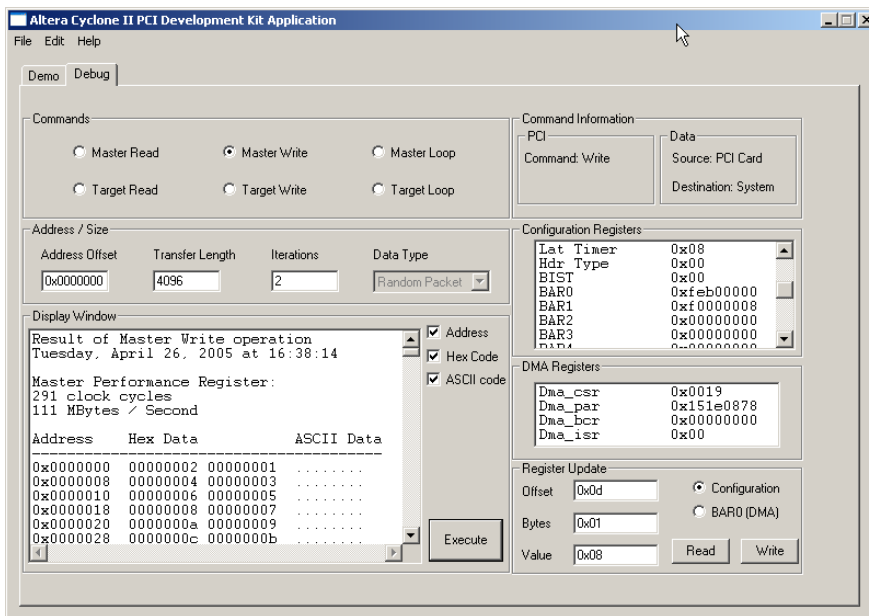 Altera Cyclone II PCI Development Kit Application
File Edit Help
Demo Debug
Commands
Master Read Master Write Master Loop
Target Read Target Write Target Loop
Command Information
PCI
Command: Write
Data
Source: PCI Card
Destination: System
Address / Size
Address Offset Transfer Length Iterations Data Type
0x0000000 4096 2 Random Packet
Configuration Registers
Lat Timer 0x08
Hdr Type 0x00
BIST 0x00
BAR0 0xfeb00000
BAR1 0xf0000008
BAR2 0x00000000
BAR3 0x00000000
Display Window
Result of Master Write operation
Tuesday, April 26, 2005 at 16:38:14
Master Performance Register:
291 clock cycles
111 MBytes / Second
Address Hex Data ASCII Data
----------------------------------------
0x0000000 00000002 00000001 ........
0x0000008 00000004 00000003 ........
0x0000010 00000006 00000005 ........
0x0000018 00000008 00000007 ........
0x0000020 0000000a 00000009 ........
0x0000028 0000000c 0000000b ........
Address
Hex Code
ASCII code
Execute
DMA Registers
Dma_csr 0x0019
Dma_par 0x151e0878
Dma_bcr 0x00000000
Dma_isr 0x00
Register Update
Offset 0x0d Configuration
BAR0 (DMA)
Bytes 0x01
Value 0x08 Read Write